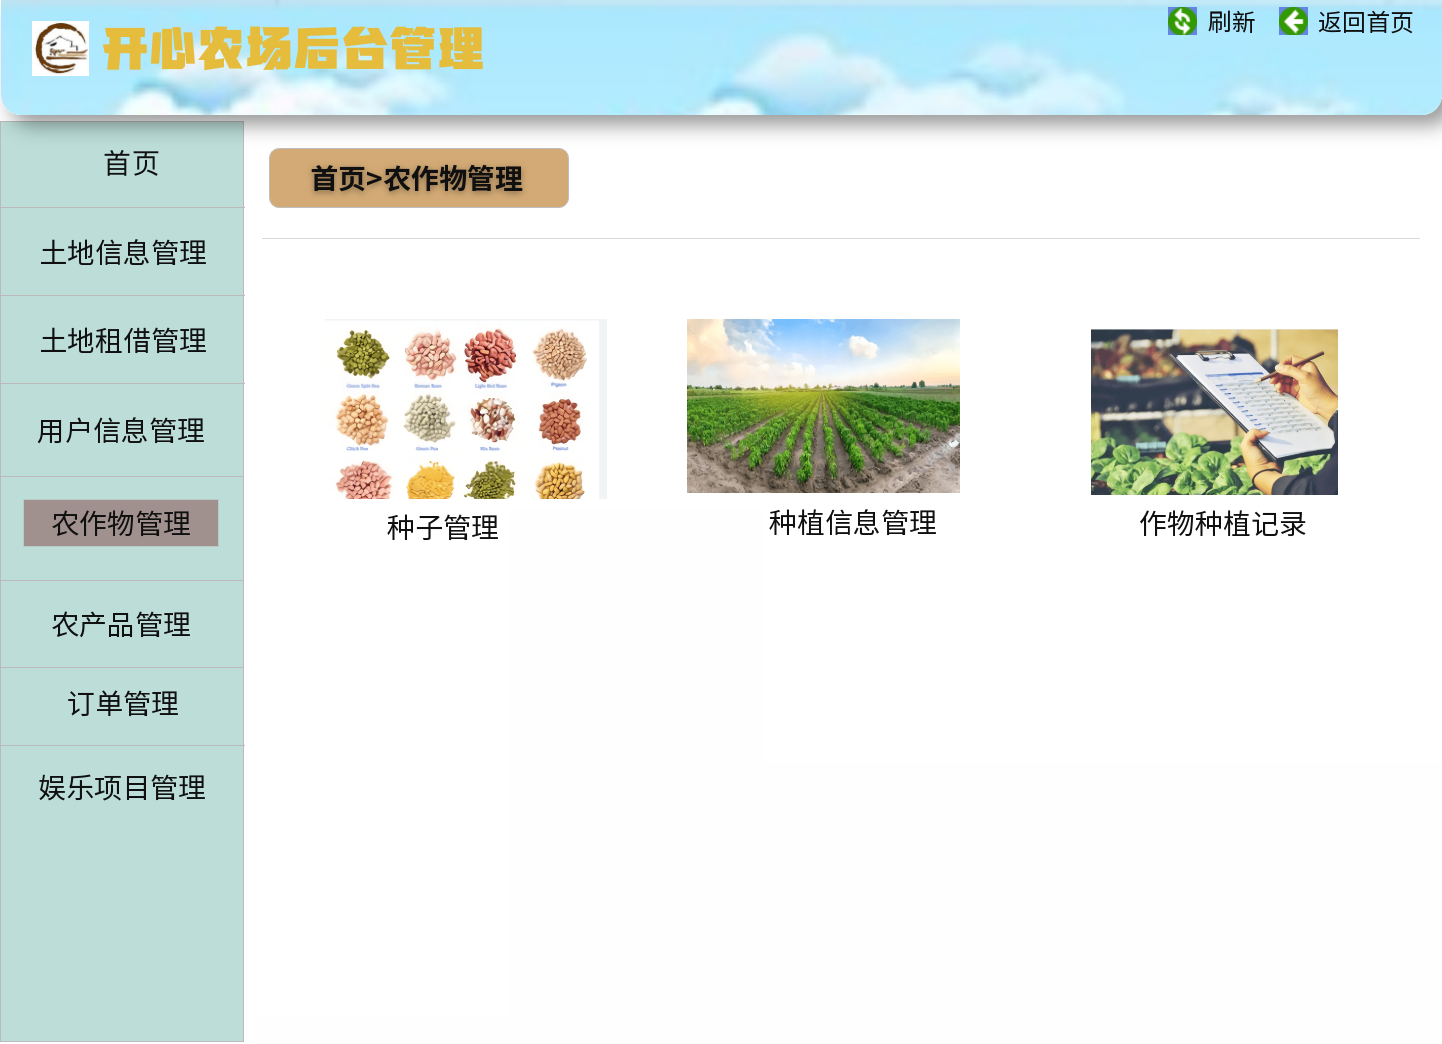 开心农场后台管理
刷新
返回首页
首页
土地信息管理
土地租借管理
用户信息管理
农作物管理
农产品管理
订单管理
娱乐项目管理
首页>农作物管理
种子管理
种植信息管理
作物种植记录